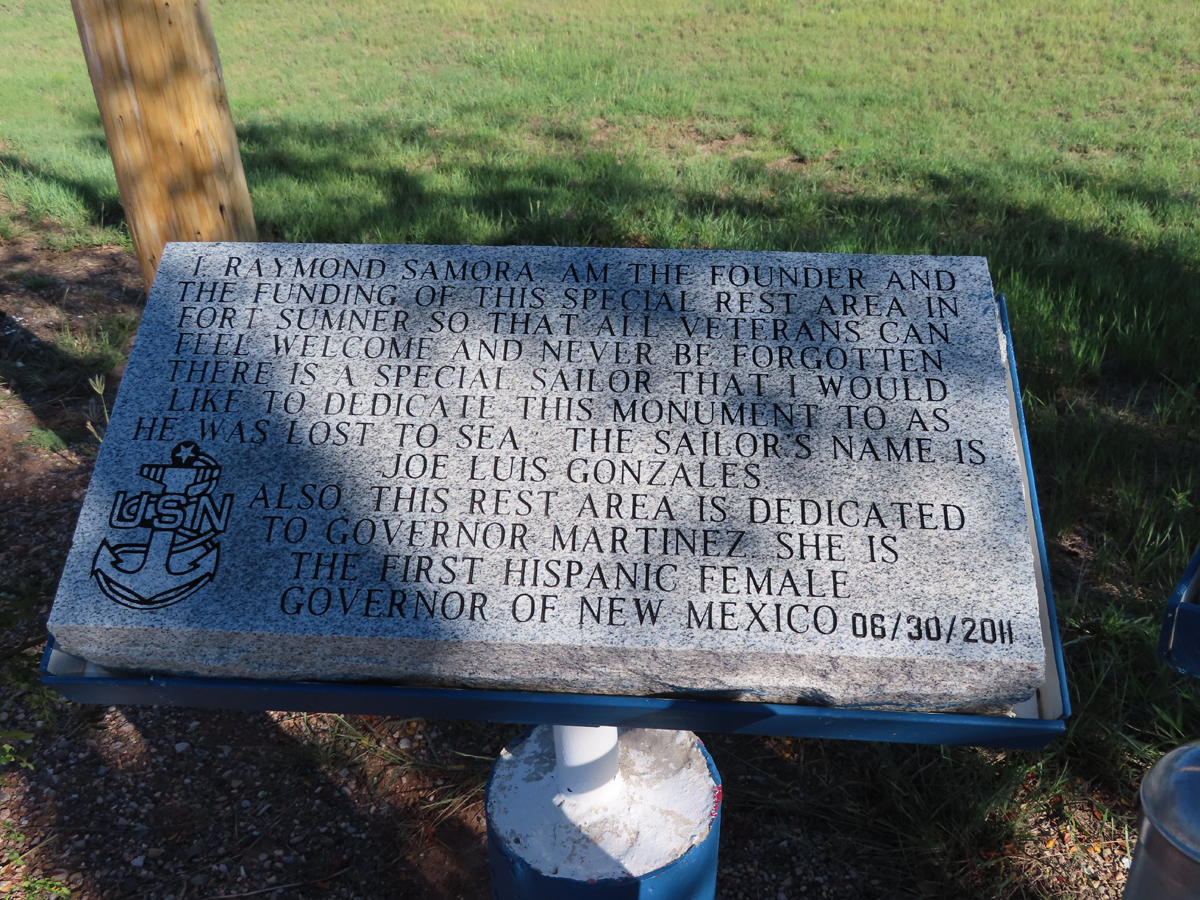 I, RAYMOND SAMORA, AM THE FOUNDER AND
THE FUNDING OF THIS SPECIAL REST AREA IN
FORT SUMNER SO THAT ALL VETERANS CAN
FEEL WELCOME AND NEVER BE FORGOTTEN
THERE IS A SPECIAL SAILOR THAT I WOULD
LIKE TO DEDICATE THIS MONUMENT TO AS
HE WAS LOST TO SEA. THE SAILOR'S NAME IS
JOE LUIS GONZALES.
ALSO, THIS REST AREA IS DEDICATED
TO GOVERNOR MARTINEZ. SHE IS
THE FIRST HISPANIC FEMALE
GOVERNOR OF NEW MEXICO 06/30/2011
USN